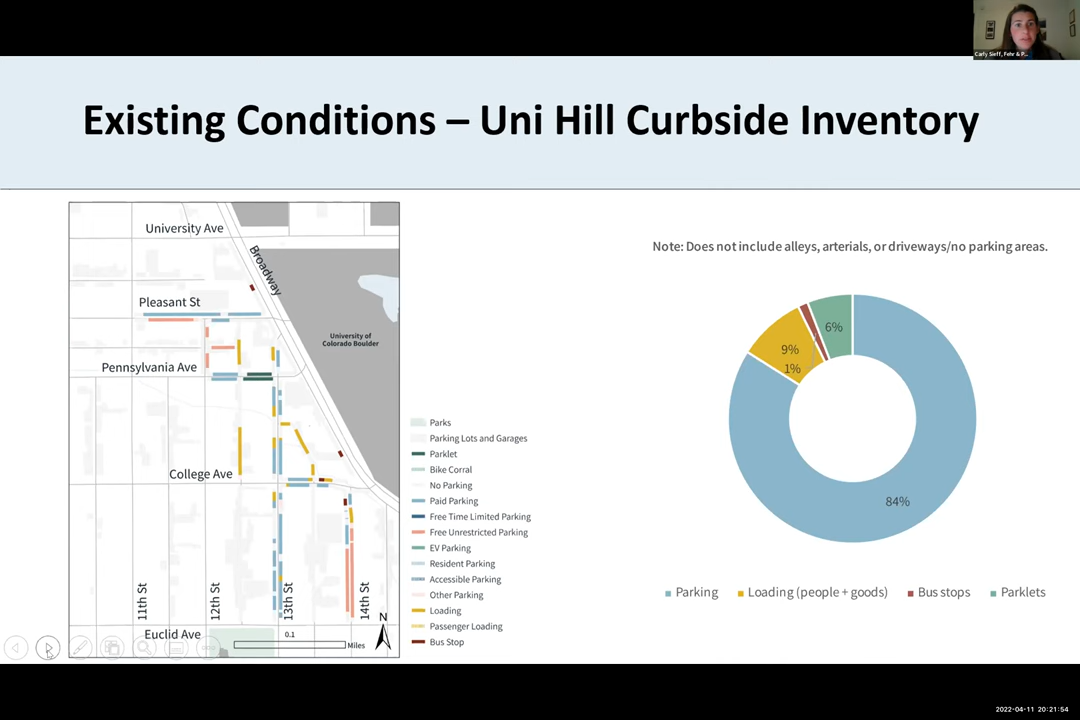 Carly Sieff, Fehr & P...
Existing Conditions – Uni Hill Curbside Inventory
University Ave
Broadway
Pleasant St
University of
Colorado Boulder
Pennsylvania Ave
College Ave
11th St
12th St
13th St
14th St
Euclid Ave
N
0.1
Miles
Parks
Parking Lots and Garages
Parklet
Bike Corral
No Parking
Paid Parking
Free Time Limited Parking
Free Unrestricted Parking
EV Parking
Resident Parking
Accessible Parking
Other Parking
Loading
Passenger Loading
Bus Stop
Note: Does not include alleys, arterials, or driveways/no parking areas.
6%
9%
1%
84%
Parking
Loading (people + goods)
Bus stops
Parklets
2022-04-11 20:21:54